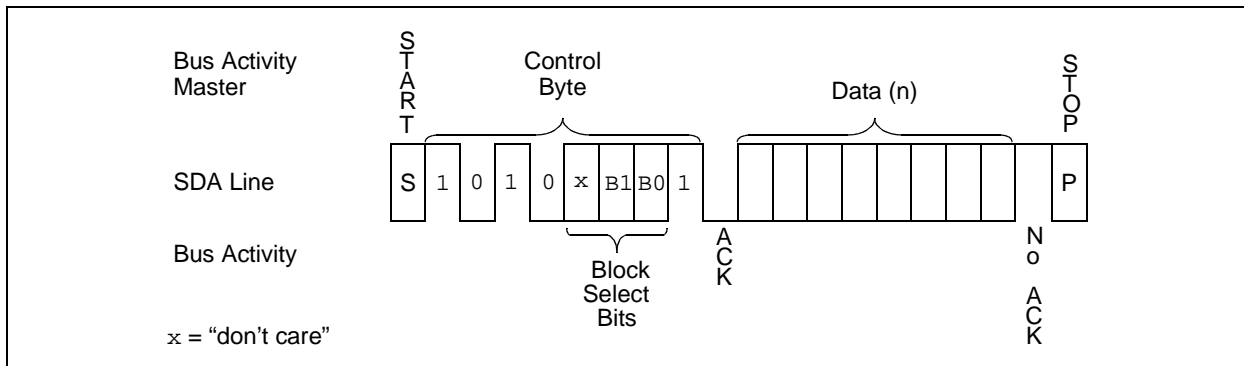 Bus Activity
Master
START
Control
Byte
Data (n)
STOP
SDA Line
S 1 0 1 0 x B1 B0 1 P
Bus Activity
Block
Select
Bits
ACK
No ACK
x = “don’t care”